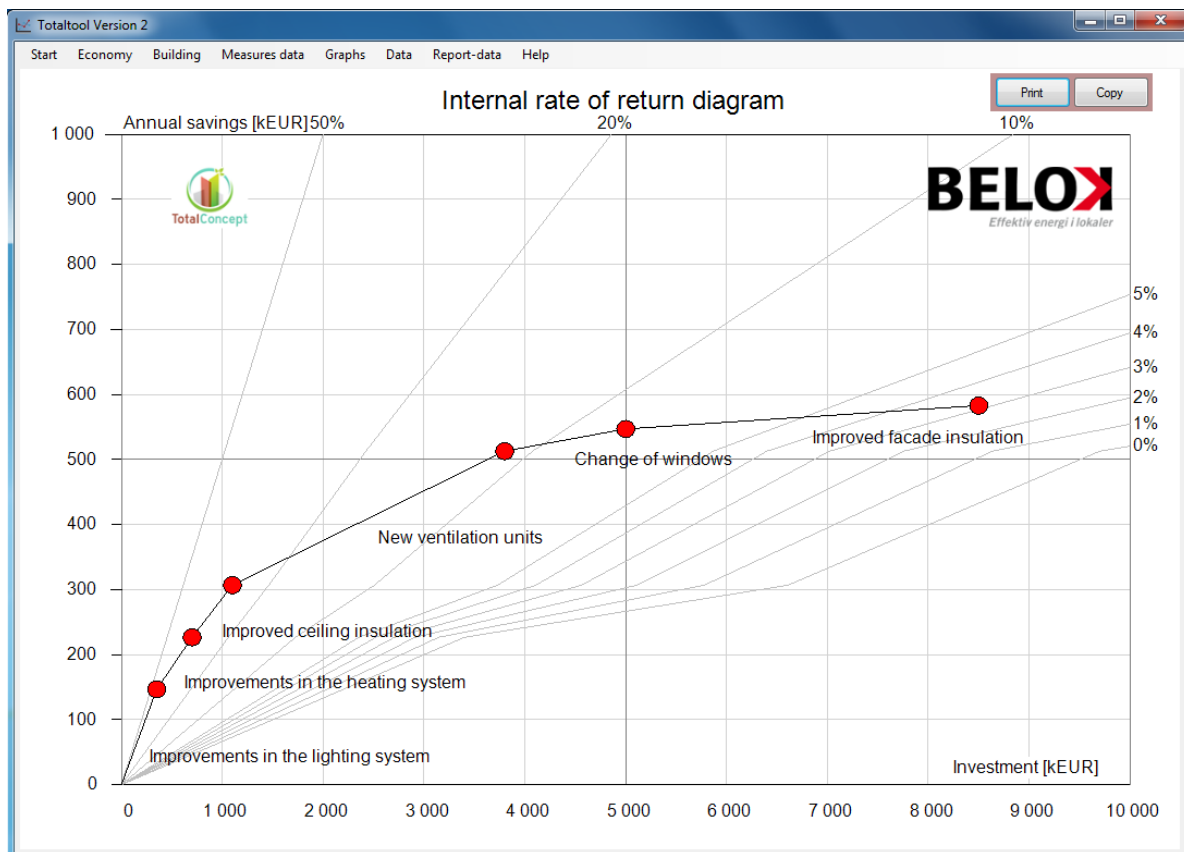 Totaltool Version 2
Start Economy Building Measures data Graphs Data Report-data Help
Print Copy
Internal rate of return diagram
Annual savings [kEUR] 50% 20% 10%
1 000
TotalConcept
BELOK
Effektiv energi i lokaler
900
800
5%
700
4%
3%
600
2%
1%
Improved facade insulation
0%
500
Change of windows
New ventilation units
400
300
Improved ceiling insulation
200
Improvements in the heating system
100
Improvements in the lighting system
0
Investment [kEUR]
0 1 000 2 000 3 000 4 000 5 000 6 000 7 000 8 000 9 000 10 000